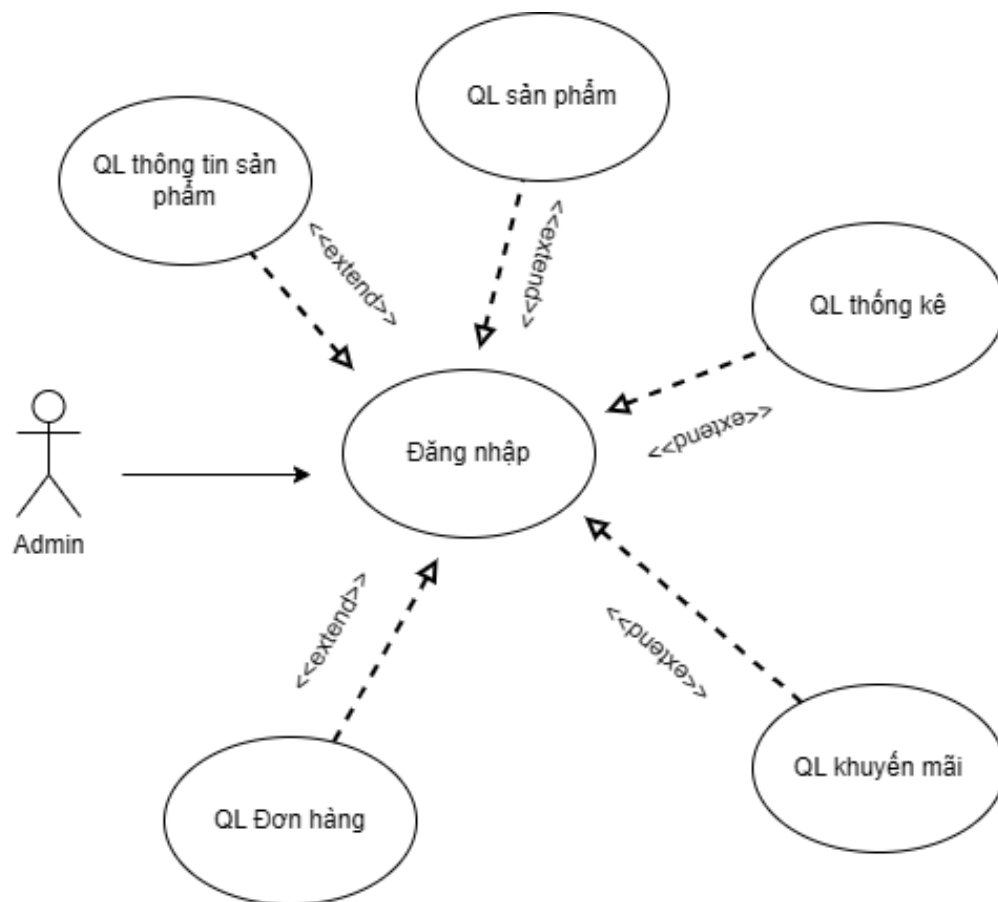 QL sản phẩm
QL thông tin sản
phẩm
<<extend>>
<<extend>>
QL thống kê
<<extend>>
Đăng nhập
Admin
<<extend>>
<<extend>>
QL khuyến mãi
QL Đơn hàng